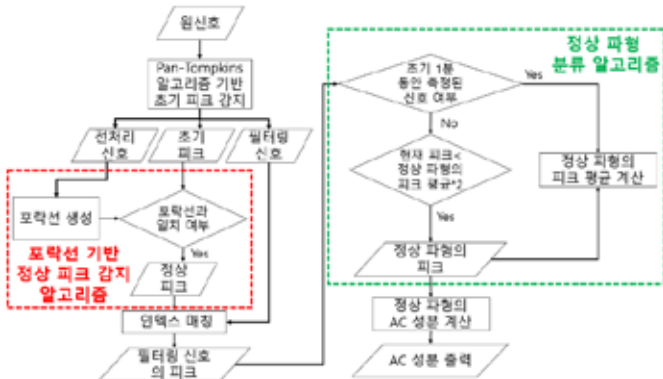 원신호
Pan-Tompkins
알고리즘 기반
초기 피크 감지
전처리
신호
초기
피크
필터링
신호
포락선 생성
포락선과
일치 여부
Yes
포락선 기반
정상 피크 감지
알고리즘
정상
피크
인덱스 매칭
필터링 신호
의 피크
정상 파형
분류 알고리즘
초기 1분
동안 측정된
신호 여부
Yes
No
현재 피크<
정상 파형의
피크 평균*2
Yes
정상 파형의
피크 평균 계산
정상 파형의
피크
정상 파형의
AC 성분 계산
AC 성분 출력